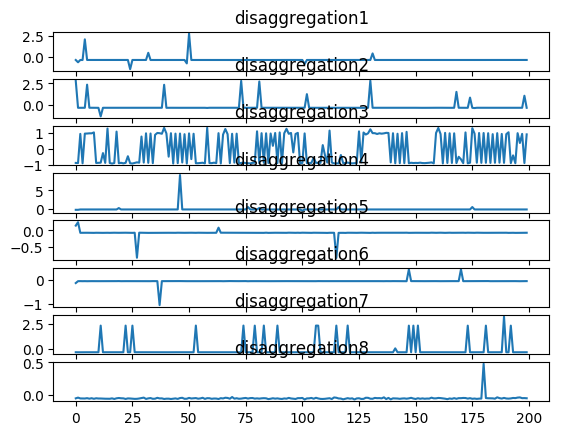 disaggregation1
2.5
0.0
disaggregation2
2.5
0.0
disaggregation3
1
0
−1
disaggregation4
5
0
disaggregation5
0.0
−0.5
disaggregation6
0
−1
disaggregation7
2.5
0.0
disaggregation8
0.5
0.0
0 25 50 75 100 125 150 175 200